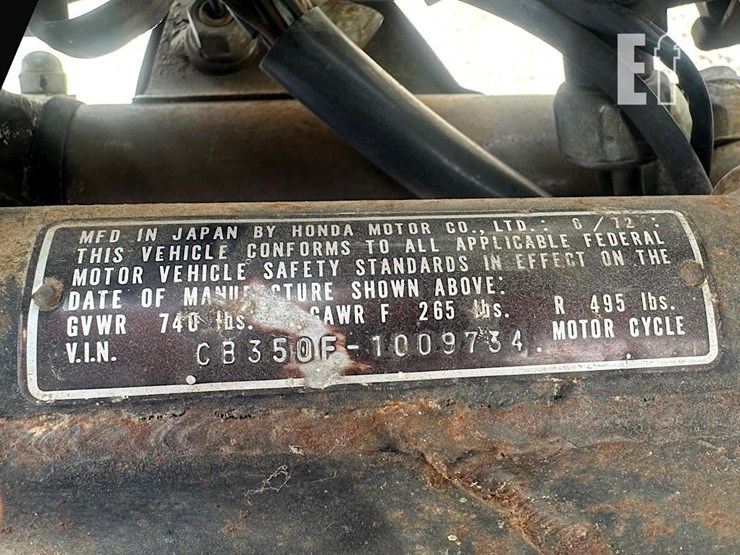 Ef
MFD IN JAPAN BY HONDA MOTOR CO., LTD.: 6/72:
THIS VEHICLE CONFORMS TO ALL APPLICABLE FEDERAL
MOTOR VEHICLE SAFETY STANDARDS IN EFFECT ON THE
DATE OF MANUFACTURE SHOWN ABOVE:
GVWR 740 lbs. GAWR F 265 lbs. R 495 lbs.
V.I.N. CB350F-1009734. MOTOR CYCLE